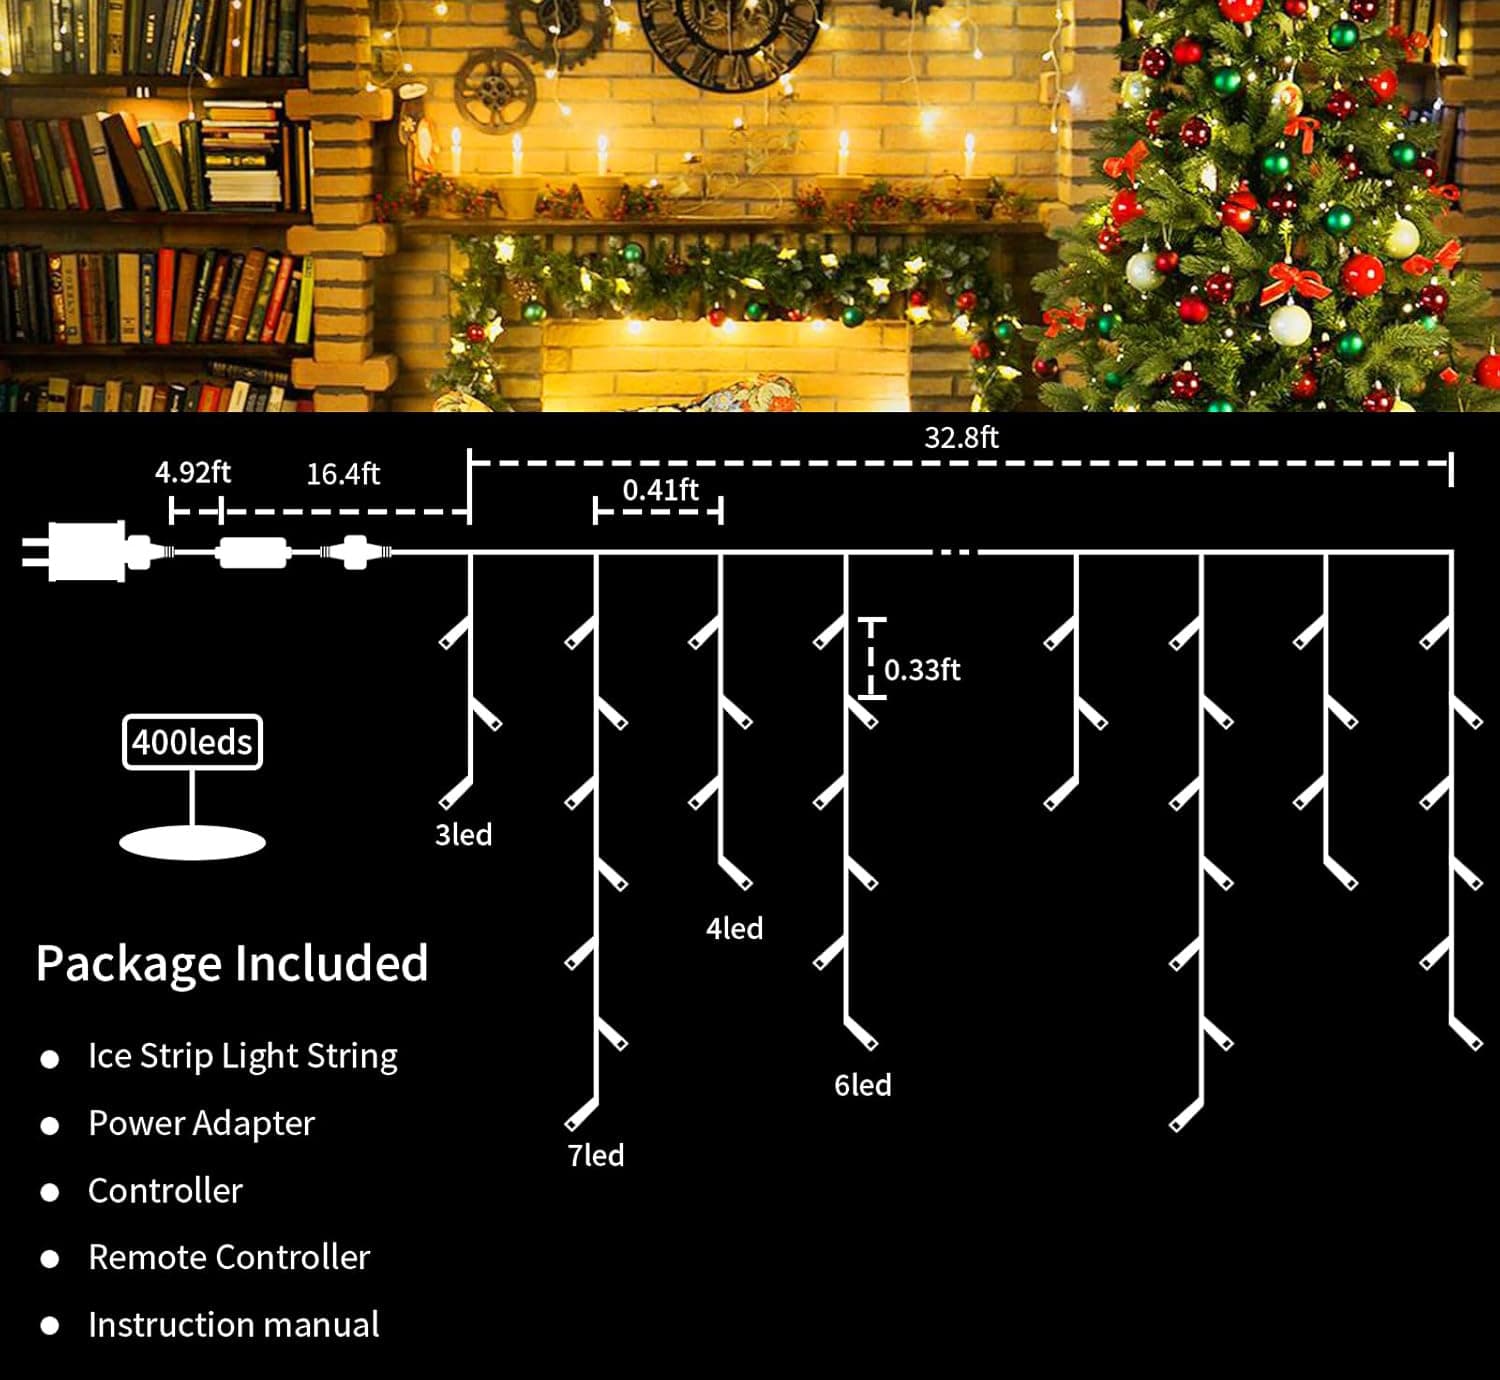 32.8ft
4.92ft
16.4ft
0.41ft
0.33ft
400leds
3led
4led
6led
7led
Package Included
● Ice Strip Light String
● Power Adapter
● Controller
● Remote Controller
● Instruction manual